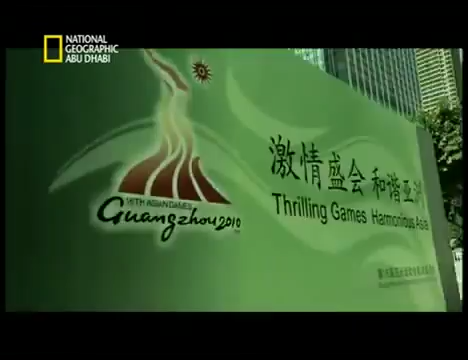 NATIONAL
GEOGRAPHIC
ABU DHABI
16TH ASIAN GAMES
Guangzhou 2010
激情盛会 和谐亚洲
Thrilling Games Harmonious Asia